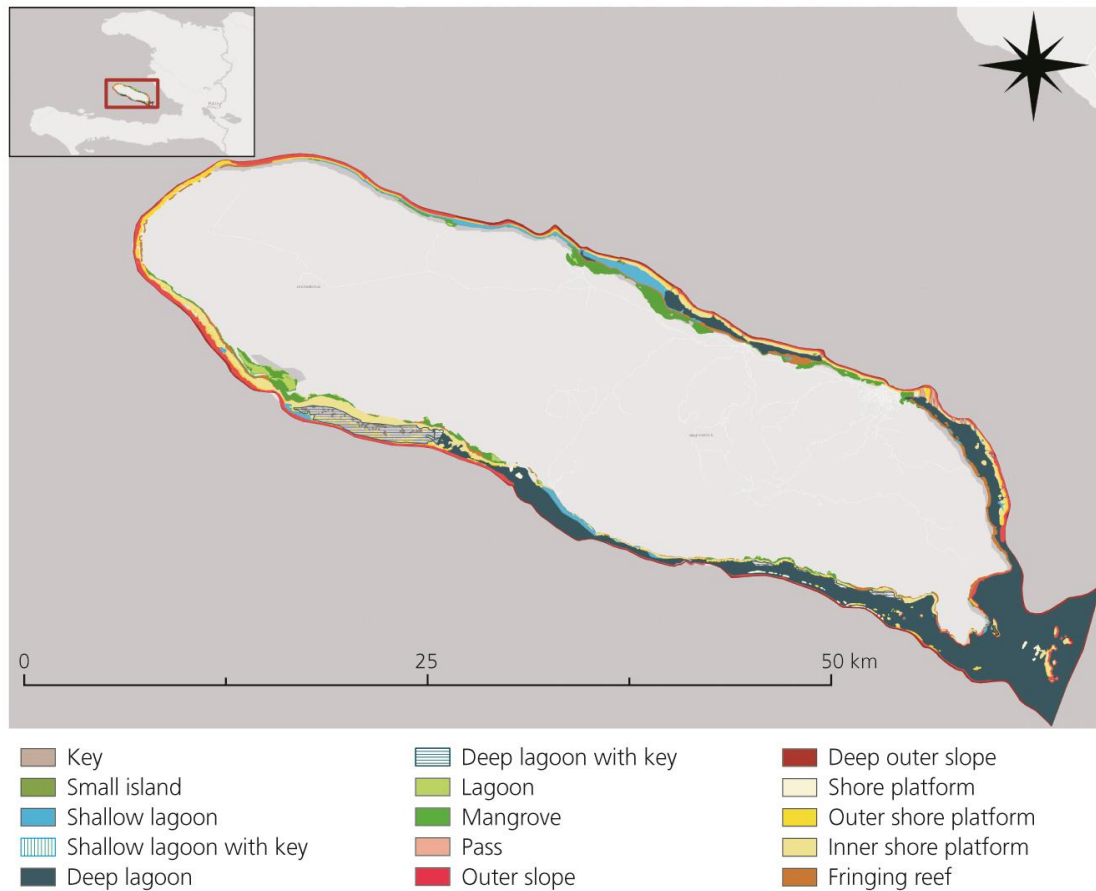 0
25
50 km
Key
Small island
Shallow lagoon
Shallow lagoon with key
Deep lagoon
Deep lagoon with key
Lagoon
Mangrove
Pass
Outer slope
Deep outer slope
Shore platform
Outer shore platform
Inner shore platform
Fringing reef